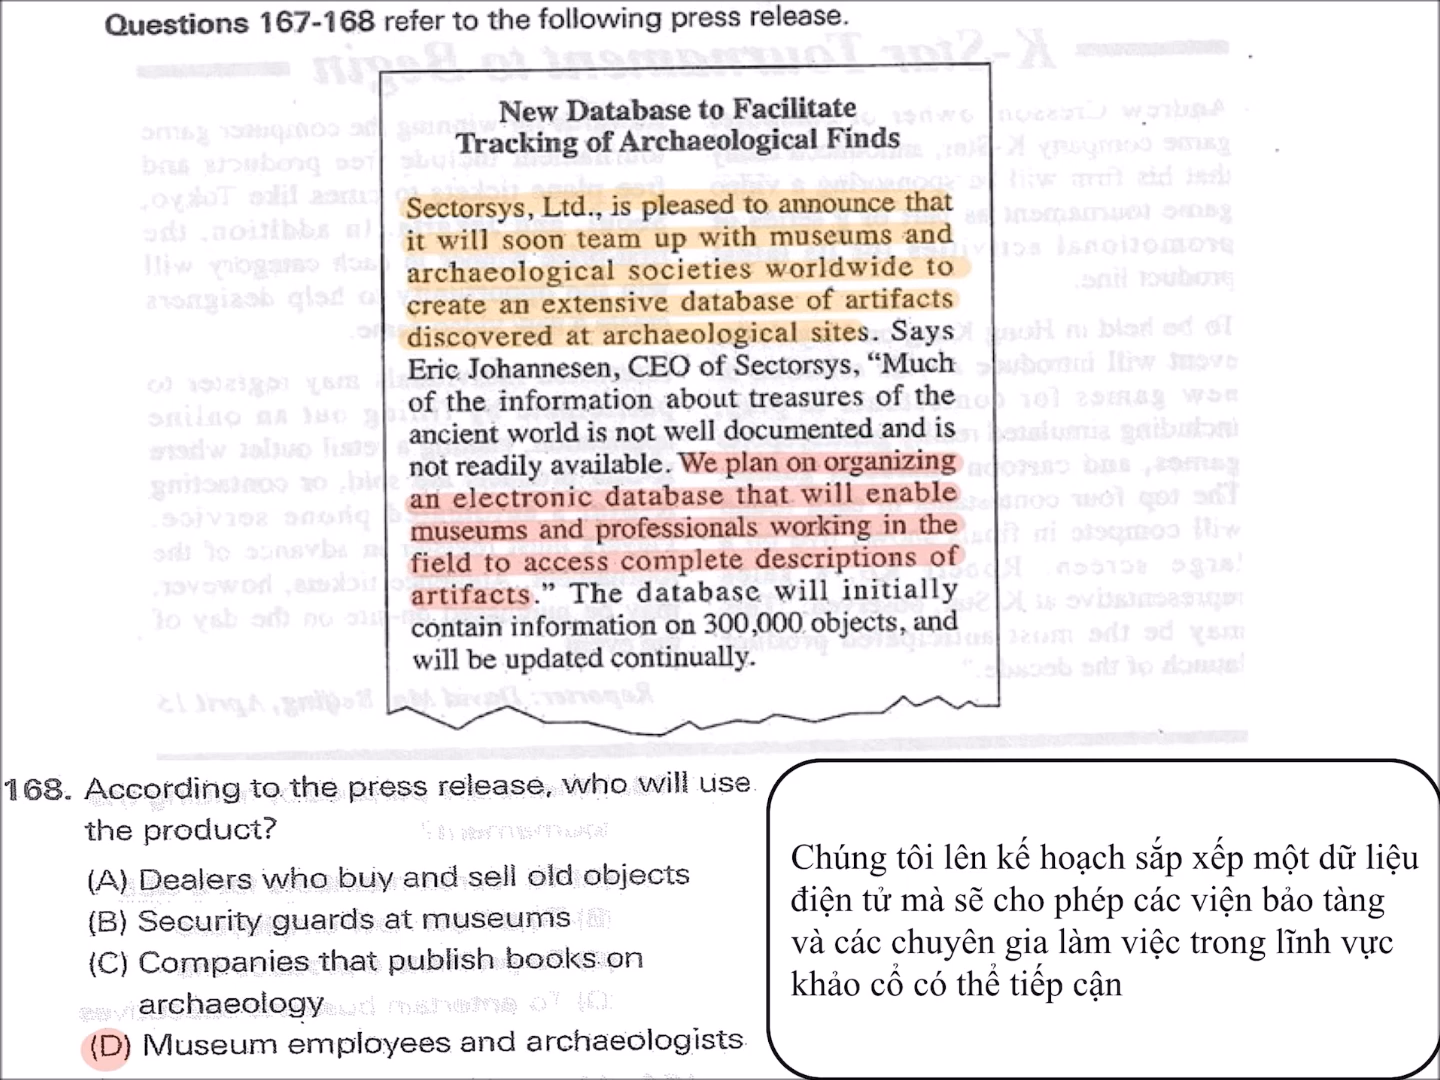 Questions 167-168 refer to the following press release.
New Database to Facilitate
Tracking of Archaeological Finds
Sectorsys, Ltd., is pleased to announce that
it will soon team up with museums and
archaeological societies worldwide to
create an extensive database of artifacts
discovered at archaeological sites. Says
Eric Johannesen, CEO of Sectorsys, “Much
of the information about treasures of the
ancient world is not well documented and is
not readily available. We plan on organizing
an electronic database that will enable
museums and professionals working in the
field to access complete descriptions of
artifacts.” The database will initially
contain information on 300,000 objects, and
will be updated continually.
168. According to the press release, who will use
the product?
(A) Dealers who buy and sell old objects
(B) Security guards at museums
(C) Companies that publish books on
archaeology
(D) Museum employees and archaeologists
Chúng tôi lên kế hoạch sắp xếp một dữ liệu
điện tử mà sẽ cho phép các viện bảo tàng
và các chuyên gia làm việc trong lĩnh vực
khảo cổ có thể tiếp cận